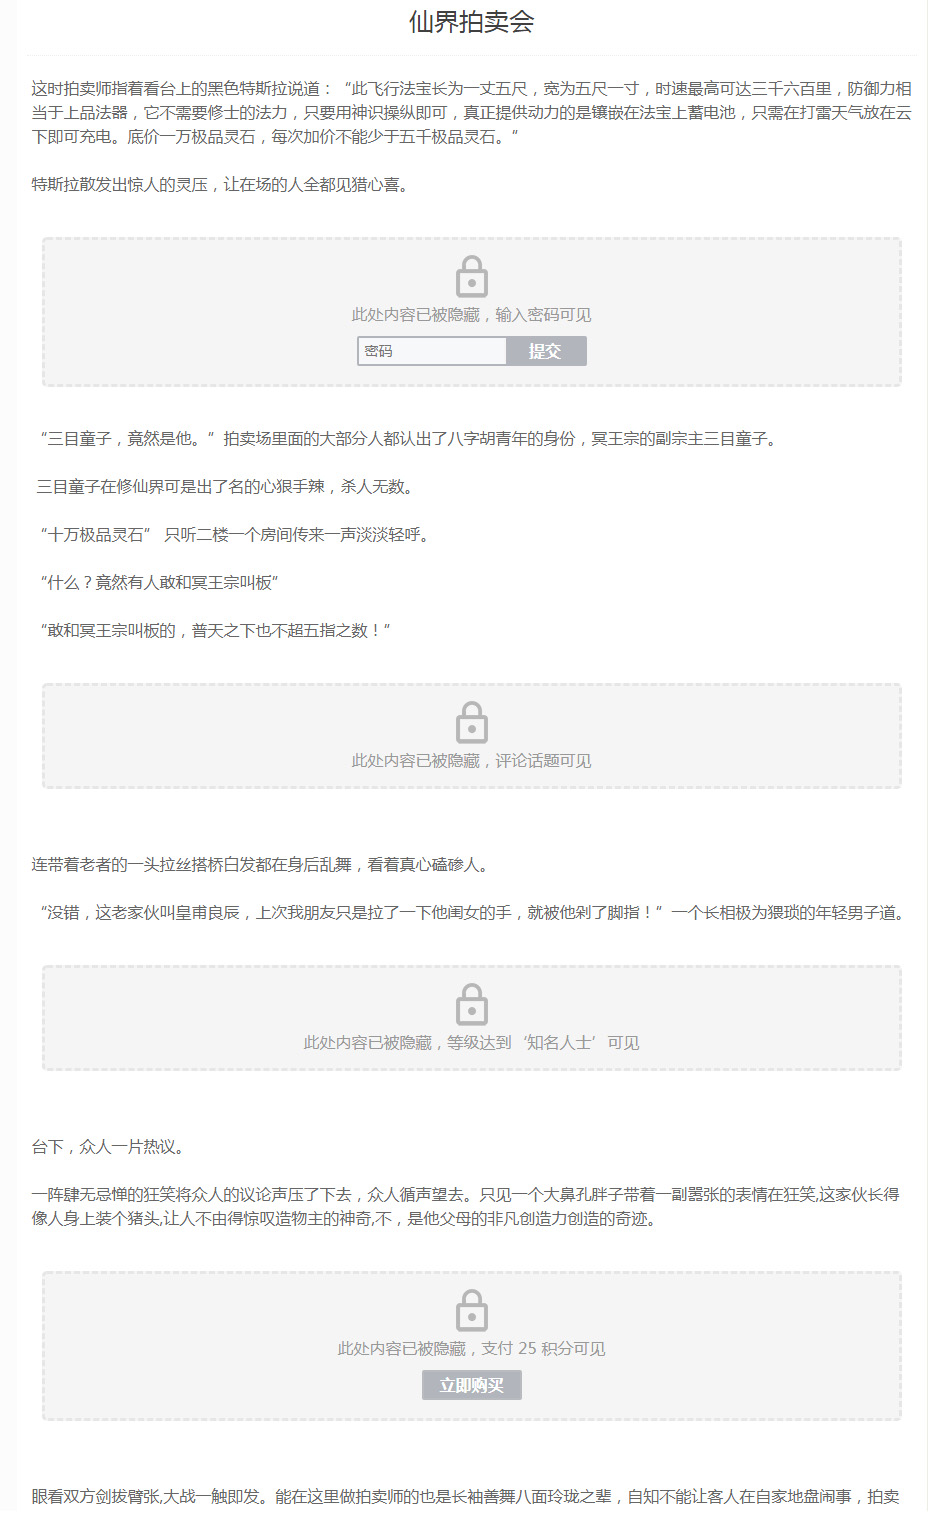 仙界拍卖会
这时拍卖师指着看台上的黑色特斯拉说道：“此飞行法宝长为一丈五尺，宽为五尺一寸，时速最高可达三千六百里，防御力相
当于上品法器，它不需要修士的法力，只要用神识操纵即可，真正提供动力的是镶嵌在法宝上蓄电池，只需在打雷天气放在云
下即可充电。底价一万极品灵石，每次加价不能少于五千极品灵石。“
特斯拉散发出惊人的灵压，让在场的人全都见猎心喜。
此处内容已被隐藏，输入密码可见
密码
提交
“三目童子，竟然是他。”拍卖场里面的大部分人都认出了八字胡青年的身份，冥王宗的副宗主三目童子。
三目童子在修仙界可是出了名的心狠手辣，杀人无数。
“十万极品灵石” 只听二楼一个房间传来一声淡淡轻呼。
“什么？竟然有人敢和冥王宗叫板”
“敢和冥王宗叫板的，普天之下也不超五指之数！”
此处内容已被隐藏，评论话题可见
连带着老者的一头拉丝搭桥白发都在身后乱舞，看着真心磕碜人。
“没错，这老家伙叫皇甫良辰，上次我朋友只是拉了一下他闺女的手，就被他剁了脚指！”一个长相极为猥琐的年轻男子道。
此处内容已被隐藏，等级达到‘知名人士’可见
台下，众人一片热议。
一阵肆无忌惮的狂笑将众人的议论声压了下去，众人循声望去。只见一个大鼻孔胖子带着一副嚣张的表情在狂笑,这家伙长得
像人身上装个猪头,让人不由得惊叹造物主的神奇,不，是他父母的非凡创造力创造的奇迹。
此处内容已被隐藏，支付 25 积分可见
立即购买
眼看双方剑拔臂张,大战一触即发。能在这里做拍卖师的也是长袖善舞八面玲珑之辈，自知不能让客人在自家地盘闹事，拍卖